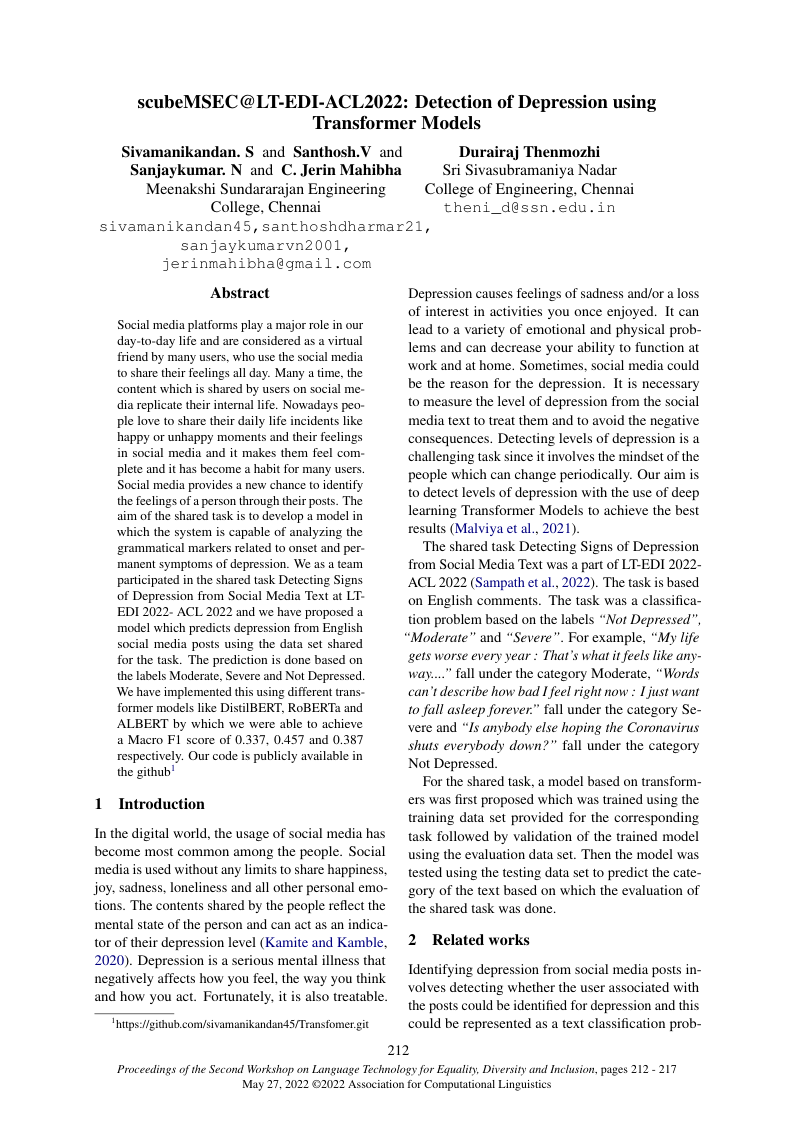 scubeMSEC@LT-EDI-ACL2022: Detection of Depression using
Transformer Models
Sivamanikandan. S and Santhosh.V and
Sanjaykumar. N and C. Jerin Mahibha
Meenakshi Sundararajan Engineering
College, Chennai
sivamanikandan45,santhoshdharmar21,
sanjaykumarvn2001,
jerinmahibha@gmail.com
Durairaj Thenmozhi
Sri Sivasubramaniya Nadar
College of Engineering, Chennai
theni_d@ssn.edu.in
Abstract
Social media platforms play a major role in our
day-to-day life and are considered as a virtual
friend by many users, who use the social media
to share their feelings all day. Many a time, the
content which is shared by users on social me-
dia replicate their internal life. Nowadays peo-
ple love to share their daily life incidents like
happy or unhappy moments and their feelings
in social media and it makes them feel com-
plete and it has become a habit for many users.
Social media provides a new chance to identify
the feelings of a person through their posts. The
aim of the shared task is to develop a model in
which the system is capable of analyzing the
grammatical markers related to onset and per-
manent symptoms of depression. We as a team
participated in the shared task Detecting Signs
of Depression from Social Media Text at LT-
EDI 2022- ACL 2022 and we have proposed a
model which predicts depression from English
social media posts using the data set shared
for the task. The prediction is done based on
the labels Moderate, Severe and Not Depressed.
We have implemented this using different trans-
former models like DistilBERT, RoBERTa and
ALBERT by which we were able to achieve
a Macro F1 score of 0.337, 0.457 and 0.387
respectively. Our code is publicly available in
the github1
1 Introduction
In the digital world, the usage of social media has
become most common among the people. Social
media is used without any limits to share happiness,
joy, sadness, loneliness and all other personal emo-
tions. The contents shared by the people reflect the
mental state of the person and can act as an indica-
tor of their depression level (Kamite and Kamble,
2020). Depression is a serious mental illness that
negatively affects how you feel, the way you think
and how you act. Fortunately, it is also treatable.
1https://github.com/sivamanikandan45/Transfomer.git
Depression causes feelings of sadness and/or a loss
of interest in activities you once enjoyed. It can
lead to a variety of emotional and physical prob-
lems and can decrease your ability to function at
work and at home. Sometimes, social media could
be the reason for the depression. It is necessary
to measure the level of depression from the social
media text to treat them and to avoid the negative
consequences. Detecting levels of depression is a
challenging task since it involves the mindset of the
people which can change periodically. Our aim is
to detect levels of depression with the use of deep
learning Transformer Models to achieve the best
results (Malviya et al., 2021).
The shared task Detecting Signs of Depression
from Social Media Text was a part of LT-EDI 2022-
ACL 2022 (Sampath et al., 2022). The task is based
on English comments. The task was a classifica-
tion problem based on the labels “Not Depressed”,
“Moderate” and “Severe”. For example, “My life
gets worse every year : That’s what it feels like any-
way....” fall under the category Moderate, “Words
can’t describe how bad I feel right now : I just want
to fall asleep forever.” fall under the category Se-
vere and “Is anybody else hoping the Coronavirus
shuts everybody down?” fall under the category
Not Depressed.
For the shared task, a model based on transform-
ers was first proposed which was trained using the
training data set provided for the corresponding
task followed by validation of the trained model
using the evaluation data set. Then the model was
tested using the testing data set to predict the cate-
gory of the text based on which the evaluation of
the shared task was done.
2 Related works
Identifying depression from social media posts in-
volves detecting whether the user associated with
the posts could be identified for depression and this
could be represented as a text classification prob-
212
Proceedings of the Second Workshop on Language Technology for Equality, Diversity and Inclusion, pages 212 - 217
May 27, 2022 ©2022 Association for Computational Linguistics